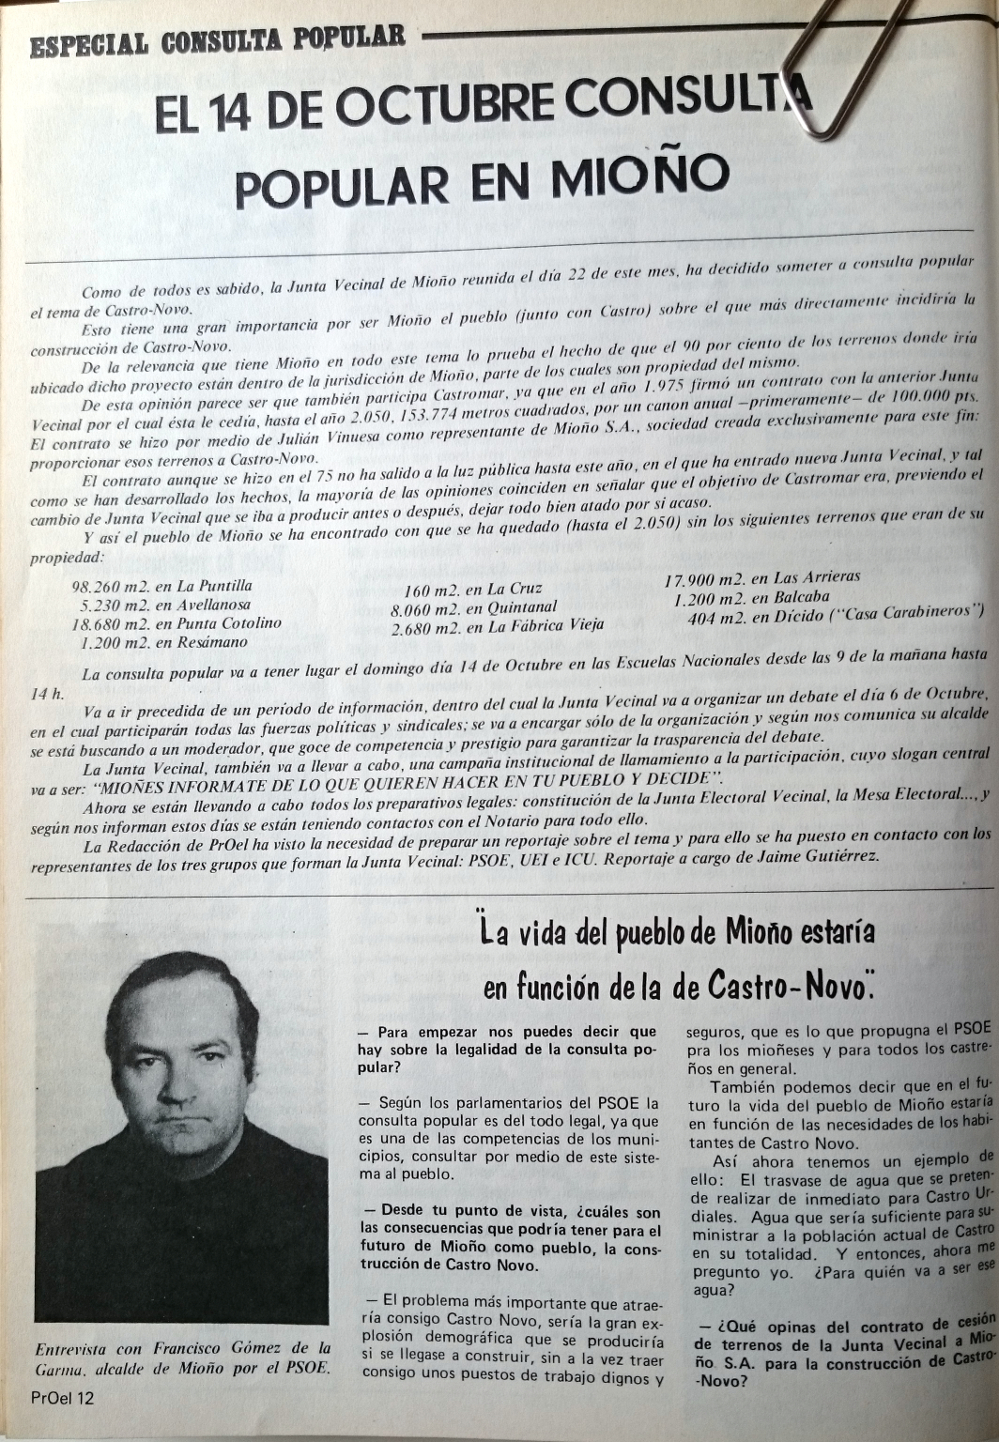 ESPECIAL CONSULTA POPULAR
EL 14 DE OCTUBRE CONSULTA
POPULAR EN MIOÑO
Como de todos es sabido, la Junta Vecinal de Mioño reunida el día 22 de este mes, ha decidido someter a consulta popular
el tema de Castro-Novo.
Esto tiene una gran importancia por ser Mioño el pueblo (junto con Castro) sobre el que más directamente incidiría la
construcción de Castro-Novo.
De la relevancia que tiene Mioño en todo este tema lo prueba el hecho de que el 90 por ciento de los terrenos donde iría
ubicado dicho proyecto están dentro de la jurisdicción de Mioño, parte de los cuales son propiedad del mismo.
De esta opinión parece ser que también participa Castromar, ya que en el año 1.975 firmó un contrato con la anterior Junta
Vecinal por el cual ésta le cedía, hasta el año 2.050, 153.774 metros cuadrados, por un canon anual —primeramente— de 100.000 pts.
El contrato se hizo por medio de Julián Vinuesa como representante de Mioño S.A., sociedad creada exclusivamente para este fin:
proporcionar esos terrenos a Castro-Novo.
El contrato aunque se hizo en el 75 no ha salido a la luz pública hasta este año, en el que ha entrado nueva Junta Vecinal, y tal
como se han desarrollado los hechos, la mayoría de las opiniones coinciden en señalar que el objetivo de Castromar era, previendo el
cambio de Junta Vecinal que se iba a producir antes o después, dejar todo bien atado por si acaso.
Y así el pueblo de Mioño se ha encontrado con que se ha quedado (hasta el 2.050) sin los siguientes terrenos que eran de su
propiedad:
98.260 m2. en La Puntilla
5.230 m2. en Avellanosa
18.680 m2. en Punta Cotolino
1.200 m2. en Resámano
160 m2. en La Cruz
8.060 m2. en Quintanal
2.680 m2. en La Fábrica Vieja
17.900 m2. en Las Arrieras
1.200 m2. en Balcaba
404 m2. en Dícido ("Casa Carabineros")
La consulta popular va a tener lugar el domingo día 14 de Octubre en las Escuelas Nacionales desde las 9 de la mañana hasta
14 h.
Va a ir precedida de un período de información, dentro del cual la Junta Vecinal va a organizar un debate el día 6 de Octubre,
en el cual participarán todas las fuerzas políticas y sindicales; se va a encargar sólo de la organización y según nos comunica su alcalde
se está buscando a un moderador, que goce de competencia y prestigio para garantizar la trasparencia del debate.
La Junta Vecinal, también va a llevar a cabo, una campaña institucional de llamamiento a la participación, cuyo slogan central
va a ser: "MIOÑES INFORMATE DE LO QUE QUIEREN HACER EN TU PUEBLO Y DECIDE".
Ahora se están llevando a cabo todos los preparativos legales: constitución de la Junta Electoral Vecinal, la Mesa Electoral..., y
según nos informan estos días se están teniendo contactos con el Notario para todo ello.
La Redacción de PrOel ha visto la necesidad de preparar un reportaje sobre el tema y para ello se ha puesto en contacto con los
representantes de los tres grupos que forman la Junta Vecinal: PSOE, UEI e ICU. Reportaje a cargo de Jaime Gutiérrez.
"La vida del pueblo de Mioño estaría
en función de la de Castro-Novo".
— Para empezar nos puedes decir que
hay sobre la legalidad de la consulta po-
pular?
— Según los parlamentarios del PSOE la
consulta popular es del todo legal, ya que
es una de las competencias de los muni-
cipios, consultar por medio de este siste-
ma al pueblo.
— Desde tu punto de vista, ¿cuáles son
las consecuencias que podría tener para el
futuro de Mioño como pueblo, la cons-
trucción de Castro Novo.
— El problema más importante que atrae-
ría consigo Castro Novo, sería la gran ex-
plosión demográfica que se produciría
si se llegase a construir, sin a la vez traer
consigo unos puestos de trabajo dignos y
seguros, que es lo que propugna el PSOE
pra los mioñeses y para todos los castre-
ños en general.
También podemos decir que en el fu-
turo la vida del pueblo de Mioño estaría
en función de las necesidades de los habi-
tantes de Castro Novo.
Así ahora tenemos un ejemplo de
ello: El trasvase de agua que se preten-
de realizar de inmediato para Castro Ur-
diales. Agua que sería suficiente para su-
ministrar a la población actual de Castro
en su totalidad. Y entonces, ahora me
pregunto yo. ¿Para quién va a ser ese
agua?
— ¿Qué opinas del contrato de cesión
de terrenos de la Junta Vecinal a Mio-
ño S.A. para la construcción de Castro-
-Novo?
Entrevista con Francisco Gómez de la
Garma, alcalde de Mioño por el PSOE.
PrOel 12